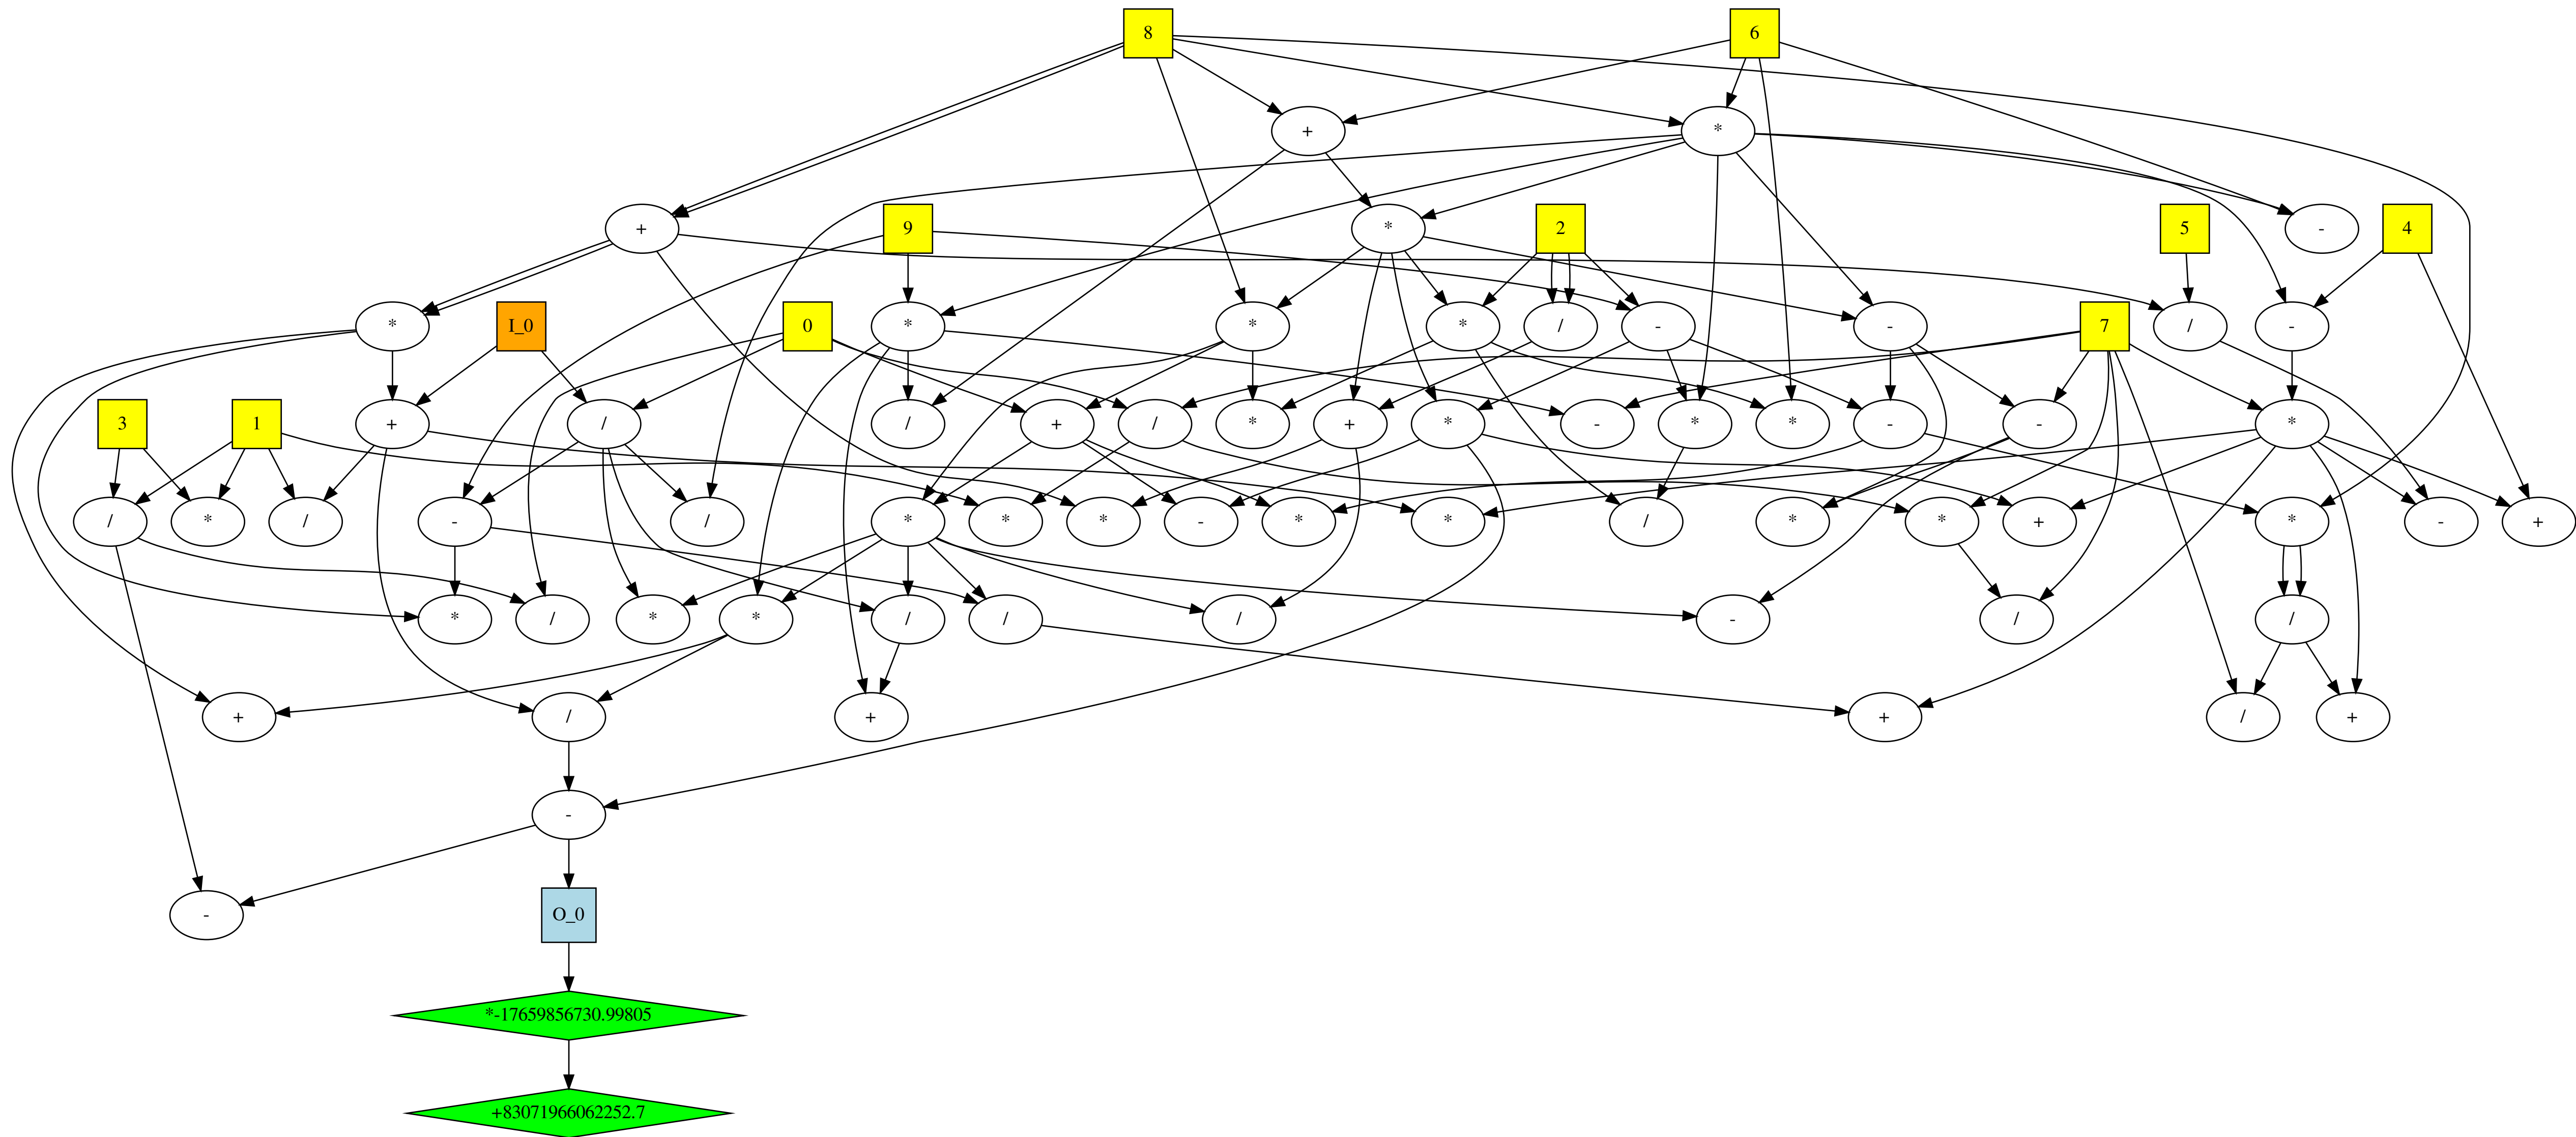 8 6
+ *
+ 9 * 2 5 4 -
* I_0 0 * * * / - - 7 / -
3 1 + / / + / * + * - * * - - *
/ * / - / * * * - * * / * * + * - +
* / * * / / / - / /
+ / + + / +
-
- O_0
*-17659856730.99805
+83071966062252.7